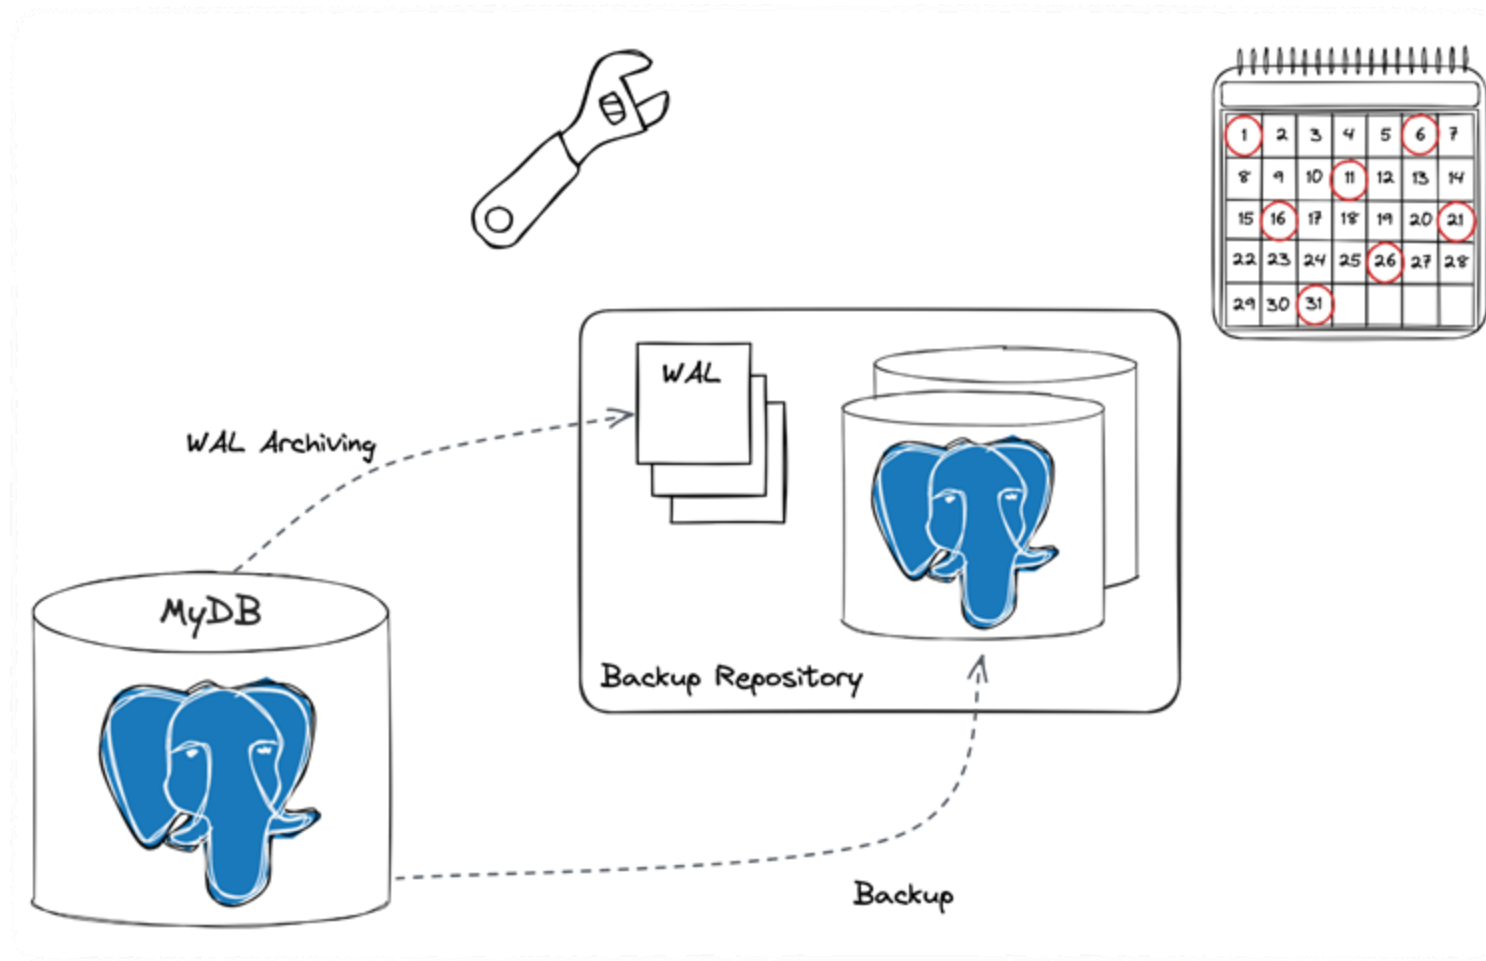 1 2 3 4 5 6 7
8 9 10 11 12 13 14
15 16 17 18 19 20 21
22 23 24 25 26 27 28
29 30 31
WAL
WAL Archiving
MyDB
Backup Repository
Backup